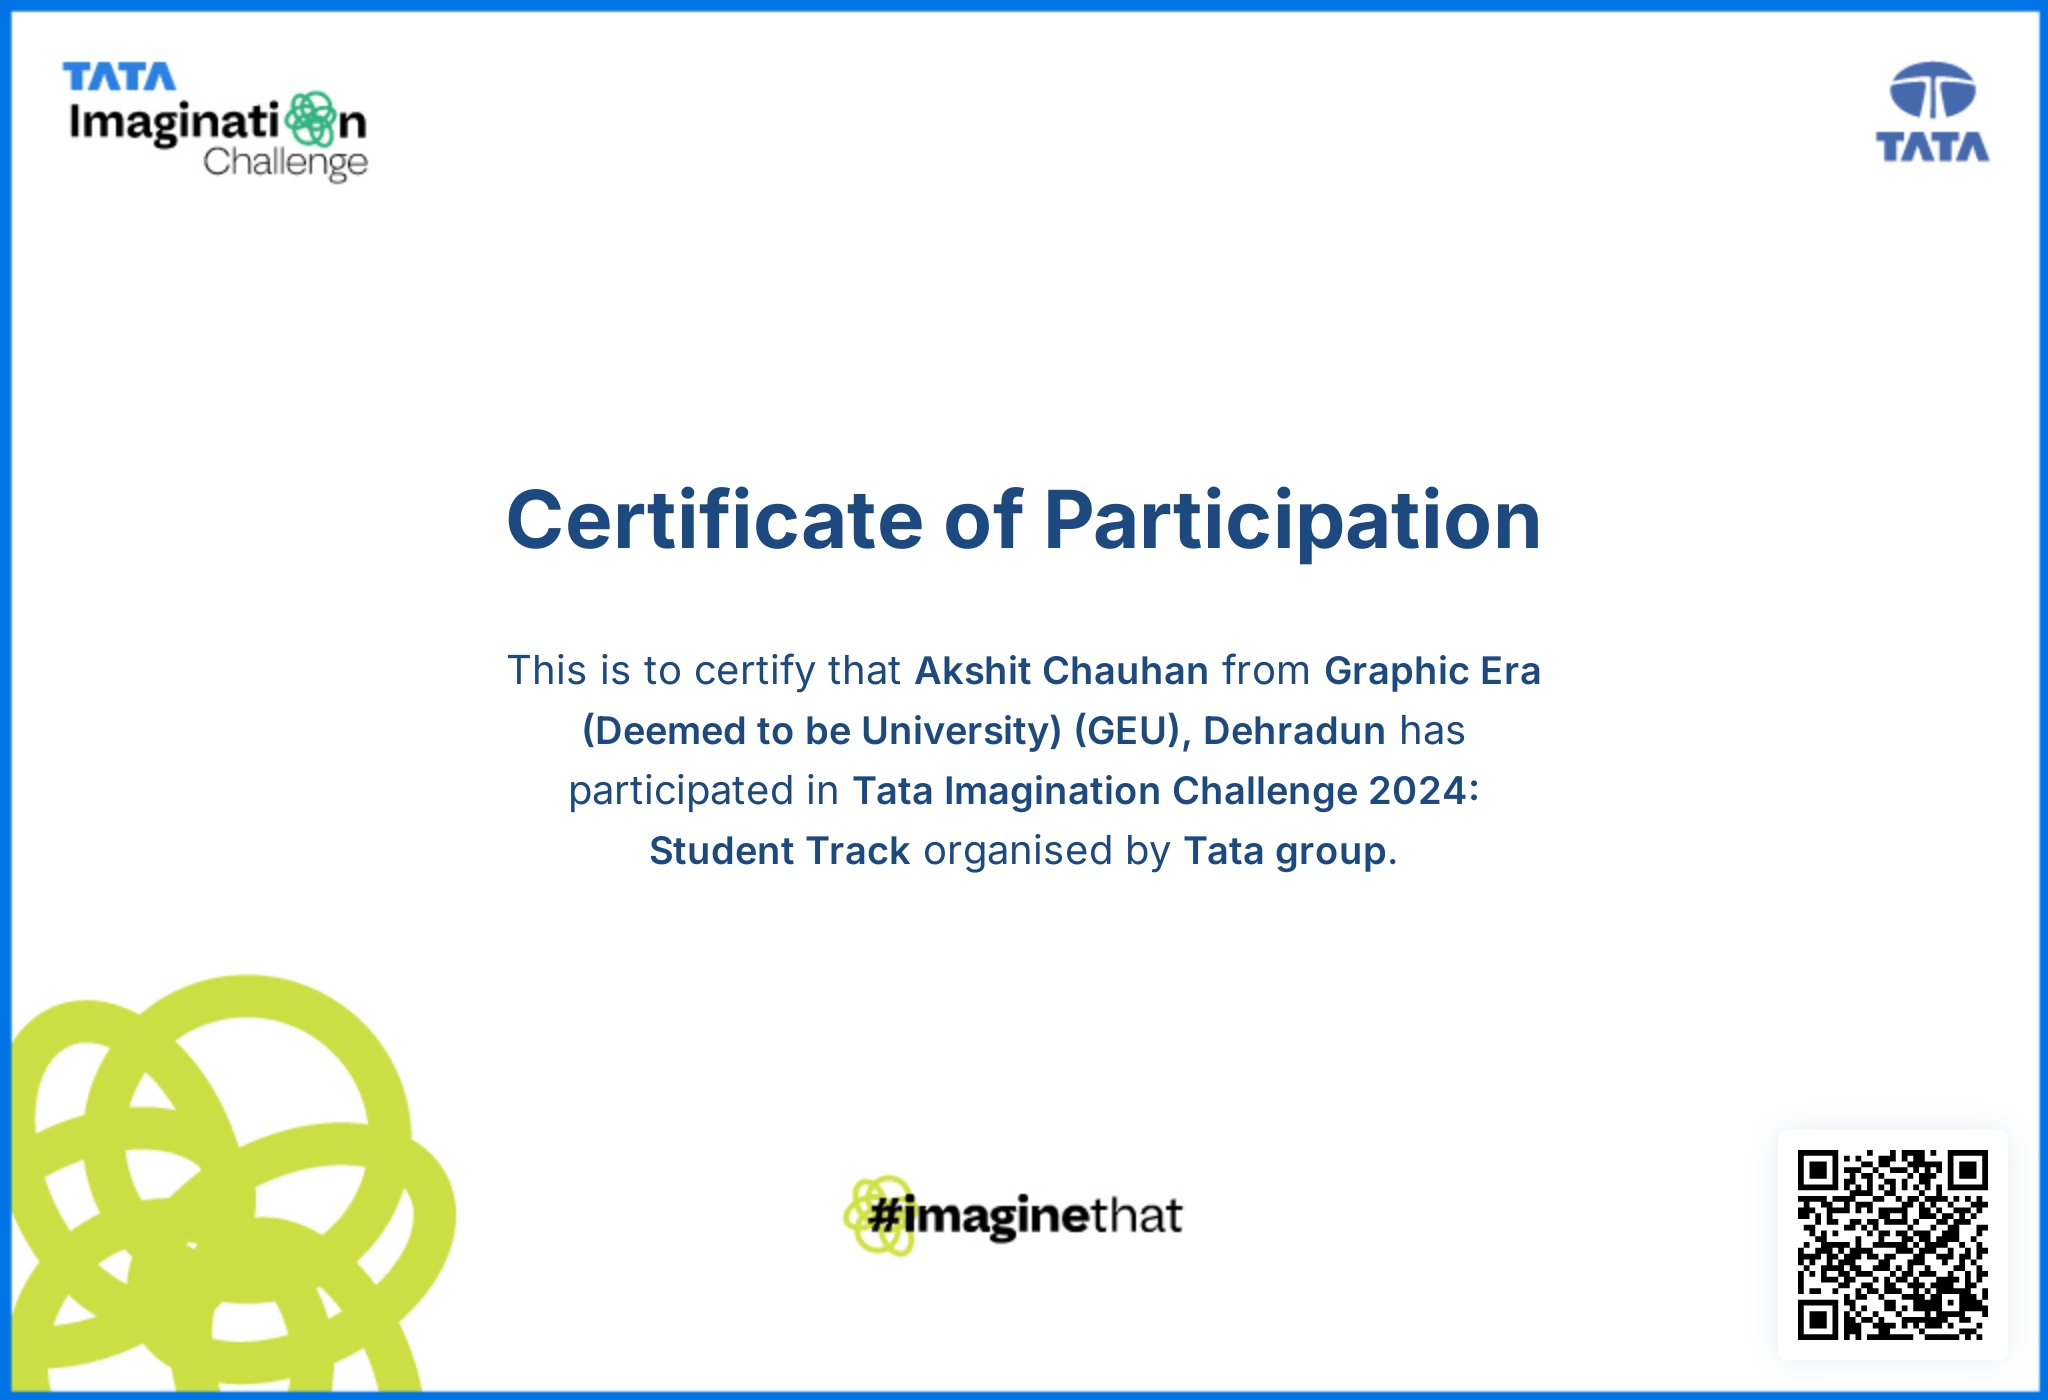 TATA
Imagination
Challenge
TATA
Certificate of Participation
This is to certify that Akshit Chauhan from Graphic Era
(Deemed to be University) (GEU), Dehradun has
participated in Tata Imagination Challenge 2024:
Student Track organised by Tata group.
#imaginethat